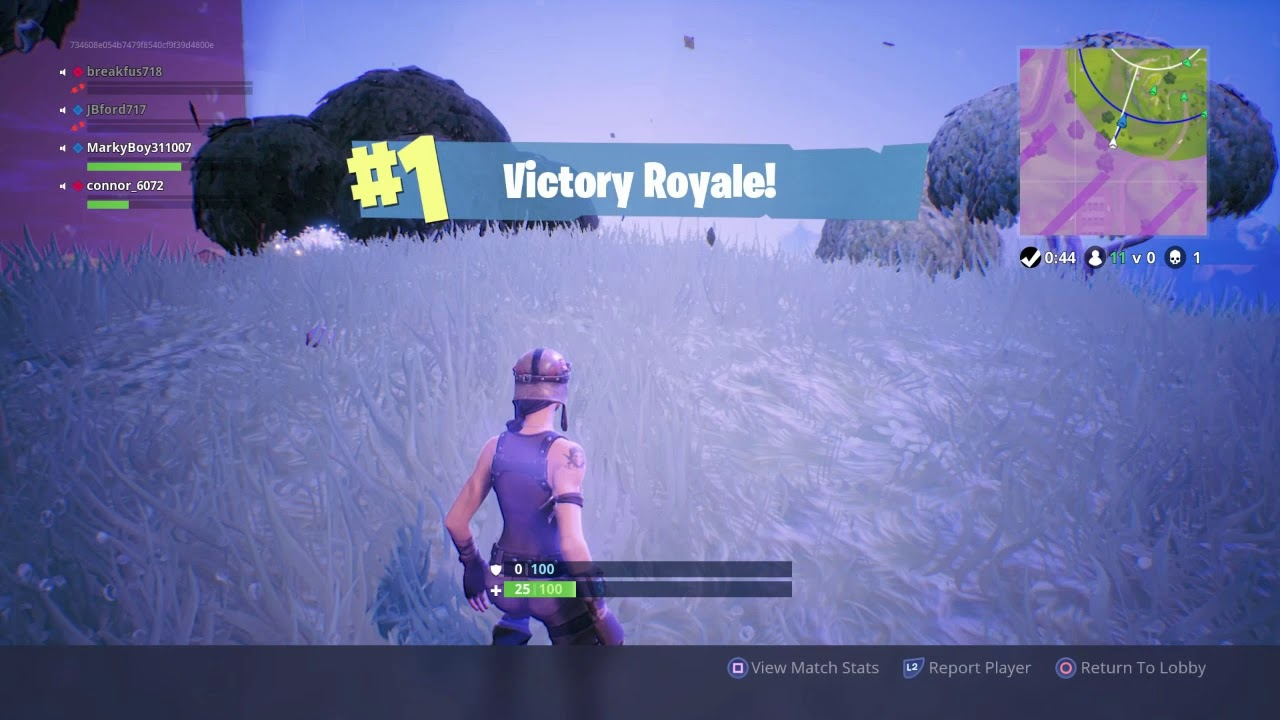 734608e054b7479f8540cf9f39d4800e
breakfus718
JBford717
MarkyBoy311007
connor_6072
#1 Victory Royale!
0:44 11 v 0 1
0 | 100
25 | 100
View Match Stats L2 Report Player Return To Lobby